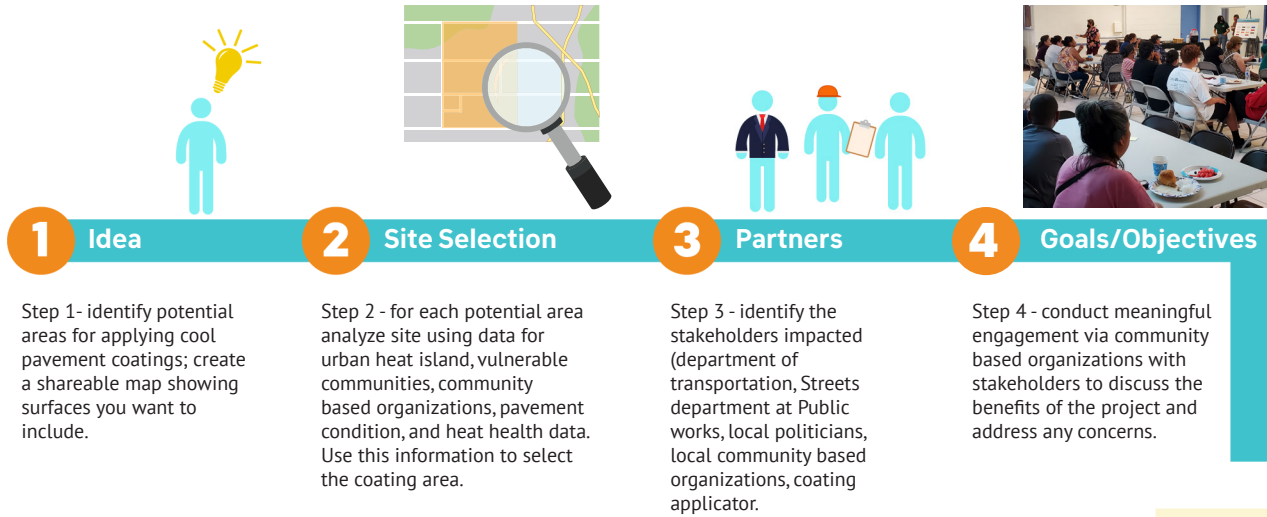 1 Idea
2 Site Selection
3 Partners
4 Goals/Objectives
Step 1- identify potential
areas for applying cool
pavement coatings; create
a shareable map showing
surfaces you want to
include.
Step 2 - for each potential area
analyze site using data for
urban heat island, vulnerable
communities, community
based organizations, pavement
condition, and heat health data.
Use this information to select
the coating area.
Step 3 - identify the
stakeholders impacted
(department of
transportation, Streets
department at Public
works, local politicians,
local community based
organizations, coating
applicator.
Step 4 - conduct meaningful
engagement via community
based organizations with
stakeholders to discuss the
benefits of the project and
address any concerns.